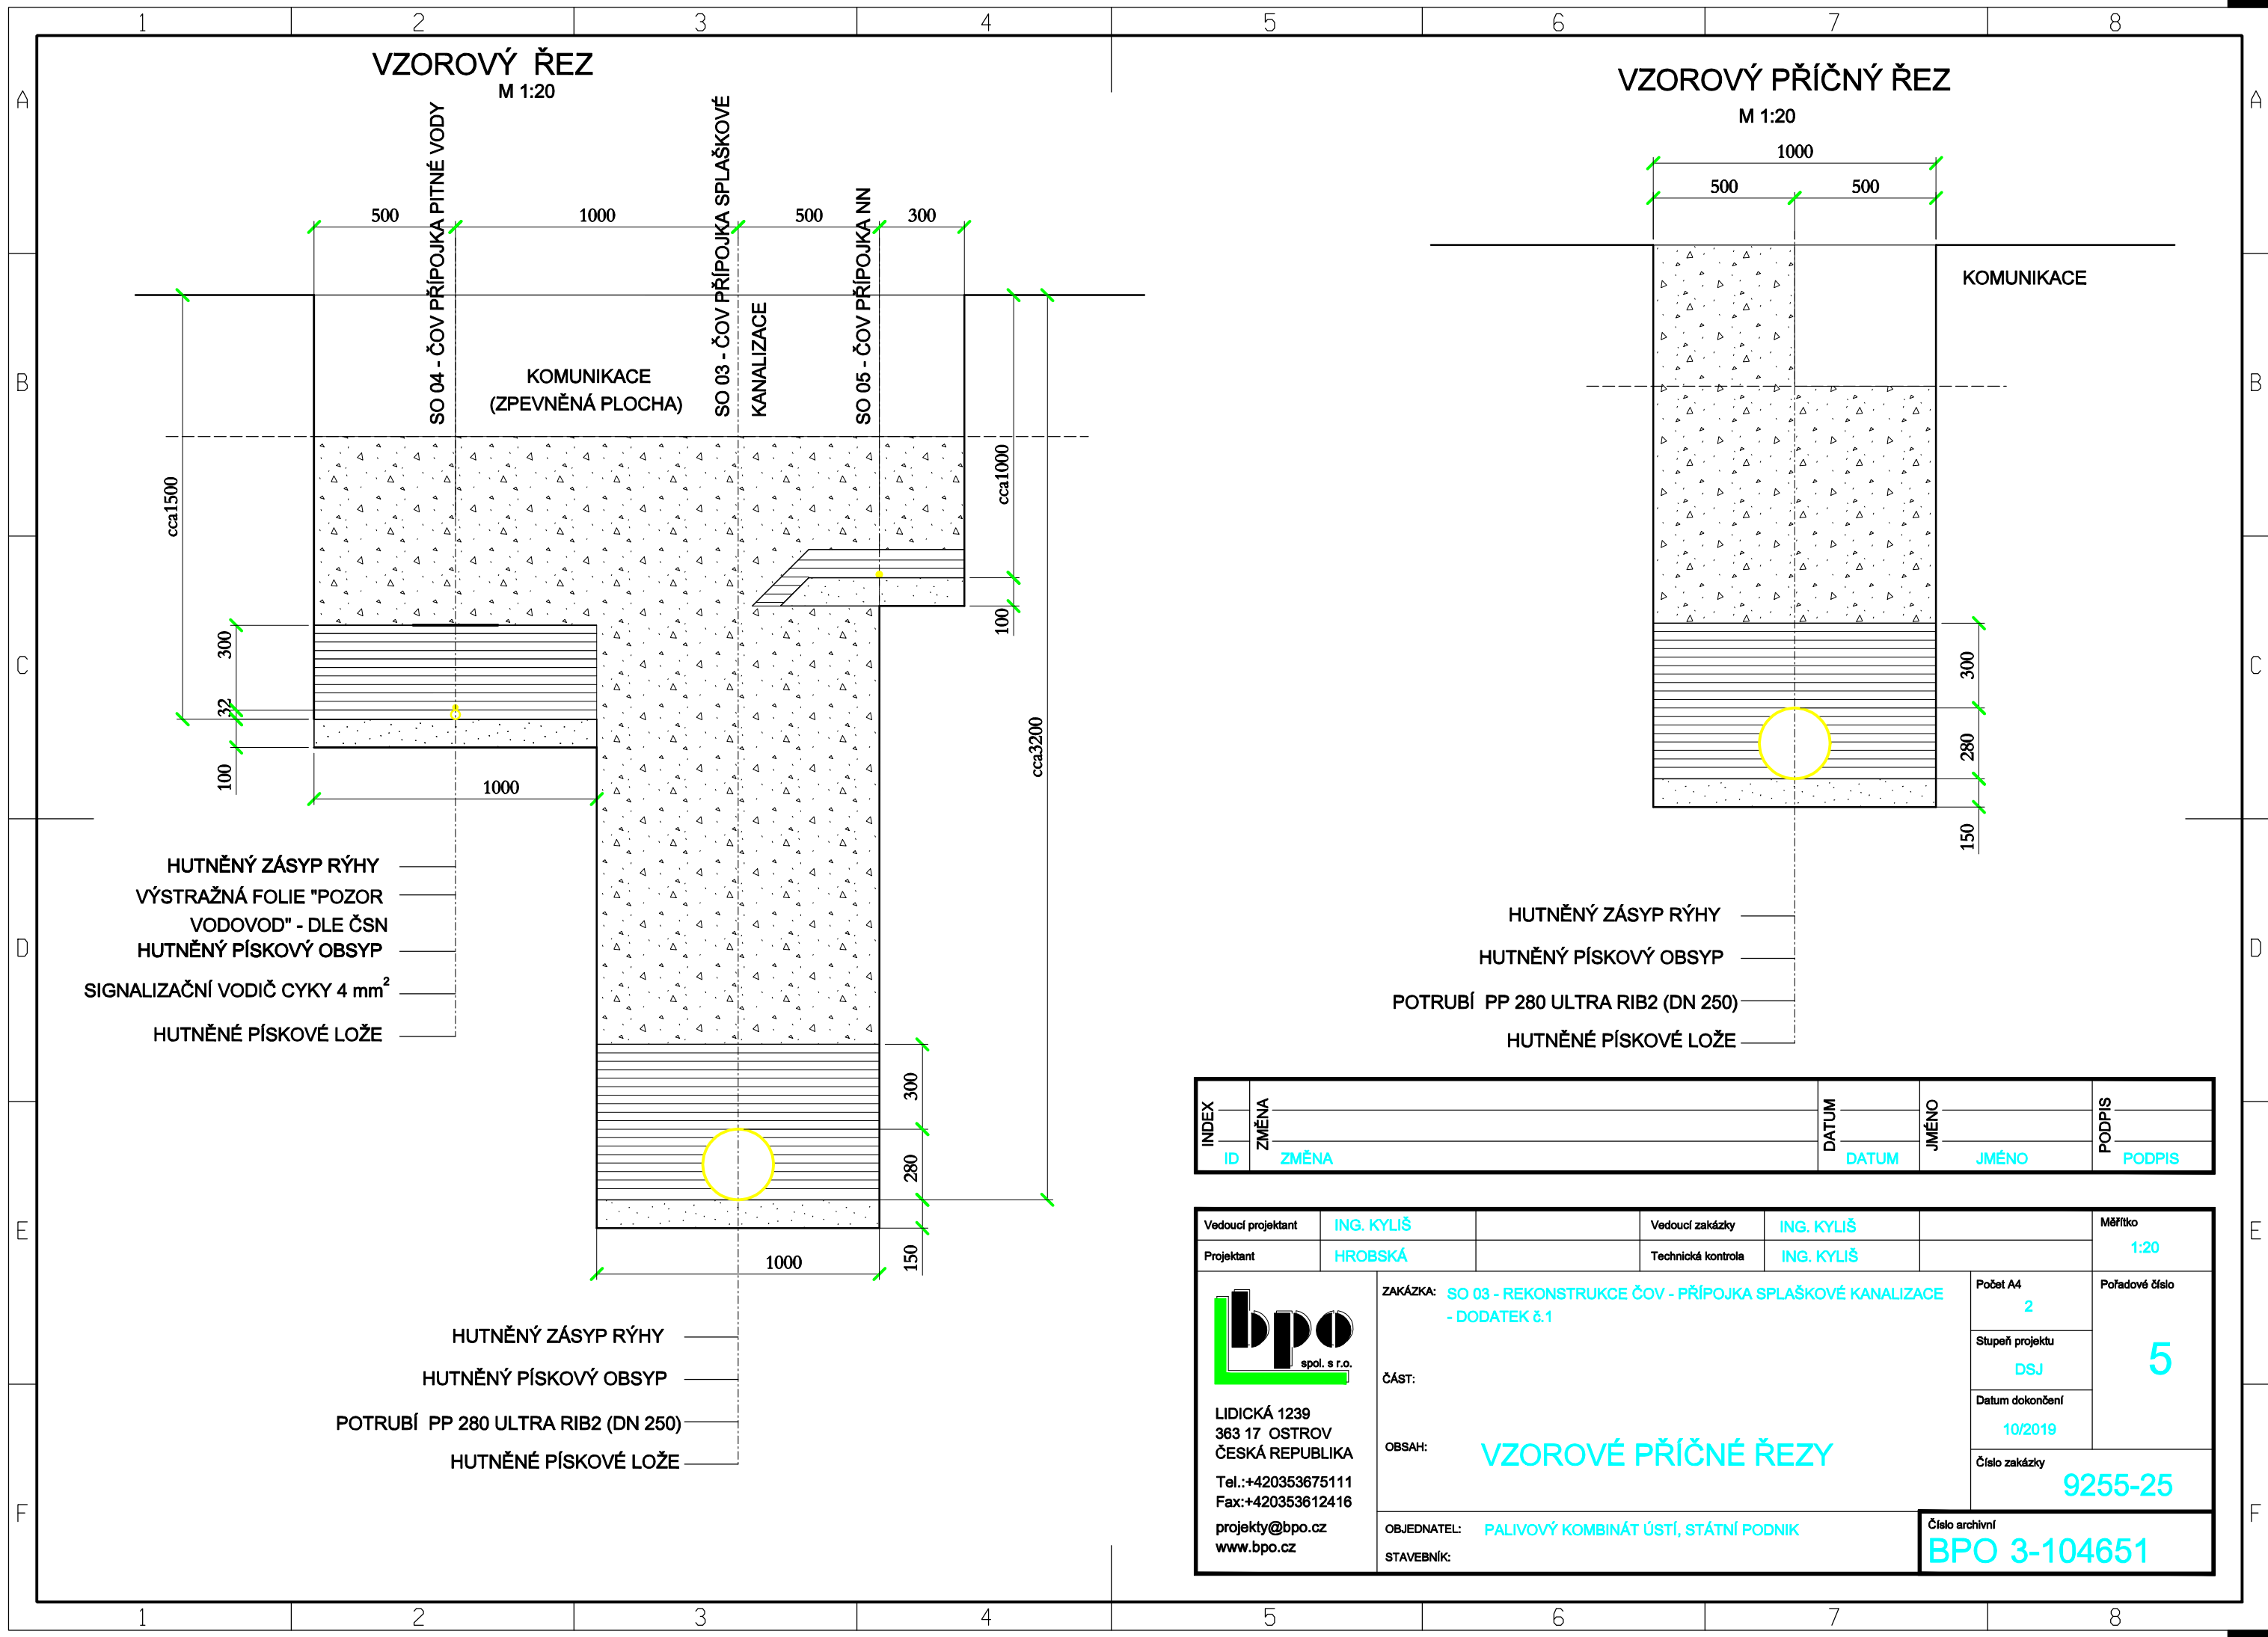 1 2 3 4 5 6 7 8
A A
B B
C C
D D
E E
F F
VZOROVÝ ŘEZ
M 1:20
SO 04 - ČOV PŘÍPOJKA PITNÉ VODY
SO 03 - ČOV PŘÍPOJKA SPLAŠKOVÉ
KANALIZACE
SO 05 - ČOV PŘÍPOJKA NN
500 1000 500 300
KOMUNIKACE
(ZPEVNĚNÁ PLOCHA)
cca1500
cca1000
100
300
32
100
1000
cca3200
HUTNĚNÝ ZÁSYP RÝHY
VÝSTRAŽNÁ FOLIE "POZOR
VODOVOD" - DLE ČSN
HUTNĚNÝ PÍSKOVÝ OBSYP
SIGNALIZAČNÍ VODIČ CYKY 4 mm²
HUTNĚNÉ PÍSKOVÉ LOŽE
300
280
150
1000
HUTNĚNÝ ZÁSYP RÝHY
HUTNĚNÝ PÍSKOVÝ OBSYP
POTRUBÍ PP 280 ULTRA RIB2 (DN 250)
HUTNĚNÉ PÍSKOVÉ LOŽE
VZOROVÝ PŘÍČNÝ ŘEZ
M 1:20
1000
500 500
KOMUNIKACE
300
280
150
HUTNĚNÝ ZÁSYP RÝHY
HUTNĚNÝ PÍSKOVÝ OBSYP
POTRUBÍ PP 280 ULTRA RIB2 (DN 250)
HUTNĚNÉ PÍSKOVÉ LOŽE
INDEX ZMĚNA DATUM JMÉNO PODPIS
ID ZMĚNA DATUM JMÉNO PODPIS
Vedoucí projektant ING. KYLIŠ Vedoucí zakázky ING. KYLIŠ Měřítko
1:20
Projektant HROBSKÁ Technická kontrola ING. KYLIŠ
bpo
spol. s r.o.
LIDICKÁ 1239
363 17 OSTROV
ČESKÁ REPUBLIKA
Tel.:+420353675111
Fax:+420353612416
projekty@bpo.cz
www.bpo.cz
ZAKÁZKA: SO 03 - REKONSTRUKCE ČOV - PŘÍPOJKA SPLAŠKOVÉ KANALIZACE
- DODATEK č.1
ČÁST:
OBSAH: VZOROVÉ PŘÍČNÉ ŘEZY
OBJEDNATEL: PALIVOVÝ KOMBINÁT ÚSTÍ, STÁTNÍ PODNIK
STAVEBNÍK:
Počet A4
2
Stupeň projektu
DSJ
Datum dokončení
10/2019
Pořadové číslo
5
Číslo zakázky
9255-25
Číslo archivní
BPO 3-104651
1 2 3 4 5 6 7 8